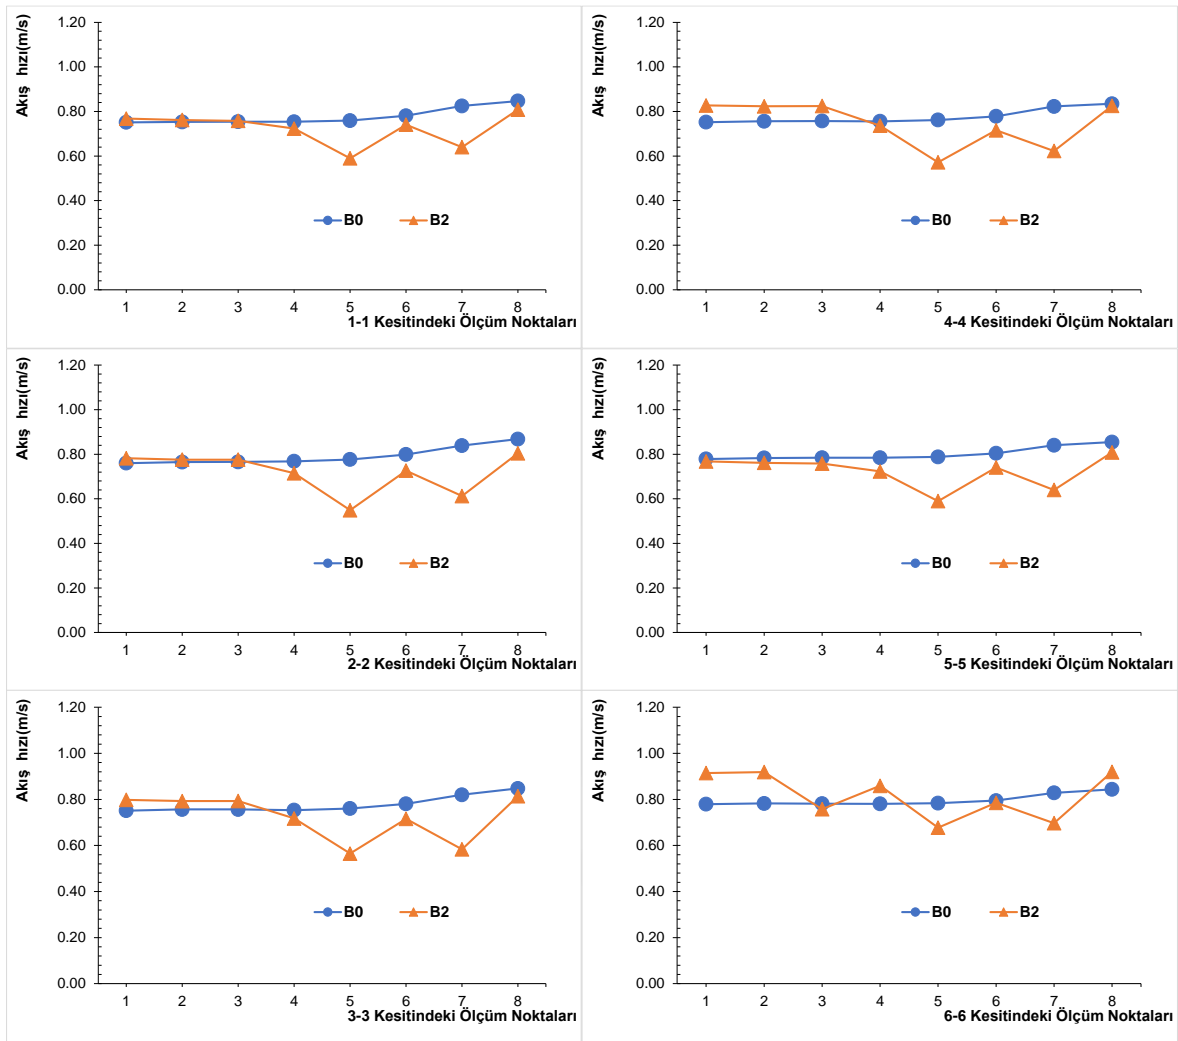 Akış hızı(m/s)
1.20
1.00
0.80
0.60
0.40
0.20
0.00
B0 B2
1 2 3 4 5 6 7 8
1-1 Kesitindeki Ölçüm Noktaları
Akış hızı(m/s)
1.20
1.00
0.80
0.60
0.40
0.20
0.00
B0 B2
1 2 3 4 5 6 7 8
4-4 Kesitindeki Ölçüm Noktaları
Akış hızı(m/s)
1.20
1.00
0.80
0.60
0.40
0.20
0.00
B0 B2
1 2 3 4 5 6 7 8
2-2 Kesitindeki Ölçüm Noktaları
Akış hızı(m/s)
1.20
1.00
0.80
0.60
0.40
0.20
0.00
B0 B2
1 2 3 4 5 6 7 8
5-5 Kesitindeki Ölçüm Noktaları
Akış hızı(m/s)
1.20
1.00
0.80
0.60
0.40
0.20
0.00
B0 B2
1 2 3 4 5 6 7 8
3-3 Kesitindeki Ölçüm Noktaları
Akış hızı(m/s)
1.20
1.00
0.80
0.60
0.40
0.20
0.00
B0 B2
1 2 3 4 5 6 7 8
6-6 Kesitindeki Ölçüm Noktaları